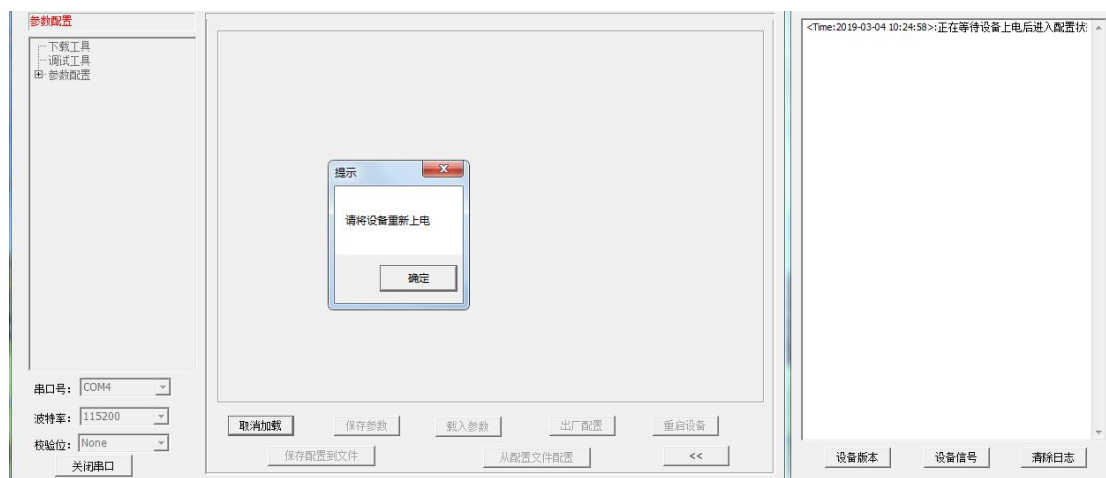 参数配置
下载工具
调试工具
参数配置
串口号: COM4
波特率: 115200
校验位: None
关闭串口
提示
请将设备重新上电
确定
取消加载
保存参数
载入参数
出厂配置
重启设备
保存配置到文件
从配置文件配置
<<
<Time:2019-03-04 10:24:58>:正在等待设备上电后进入配置状
设备版本
设备信号
清除日志